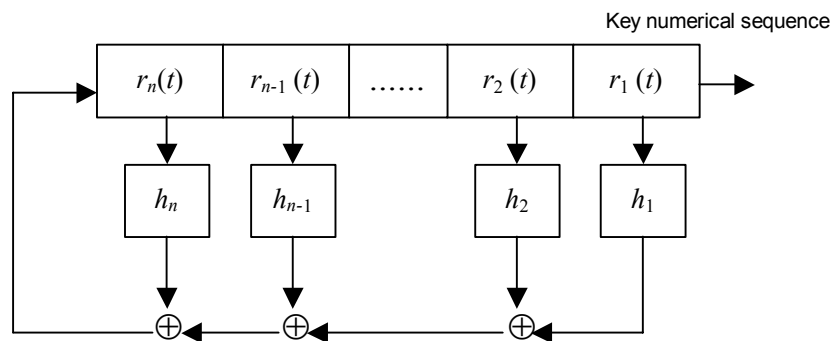 Key numerical sequence
rₙ(t) rₙ₋₁ (t) ...... r₂ (t) r₁ (t)
hₙ hₙ₋₁ h₂ h₁